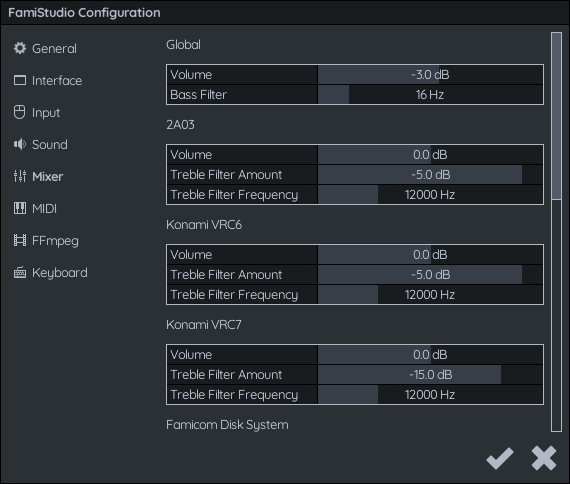 FamiStudio Configuration
General
Interface
Input
Sound
Mixer
MIDI
FFmpeg
Keyboard
Global
Volume -3.0 dB
Bass Filter 16 Hz
2A03
Volume 0.0 dB
Treble Filter Amount -5.0 dB
Treble Filter Frequency 12000 Hz
Konami VRC6
Volume 0.0 dB
Treble Filter Amount -5.0 dB
Treble Filter Frequency 12000 Hz
Konami VRC7
Volume 0.0 dB
Treble Filter Amount -15.0 dB
Treble Filter Frequency 12000 Hz
Famicom Disk System